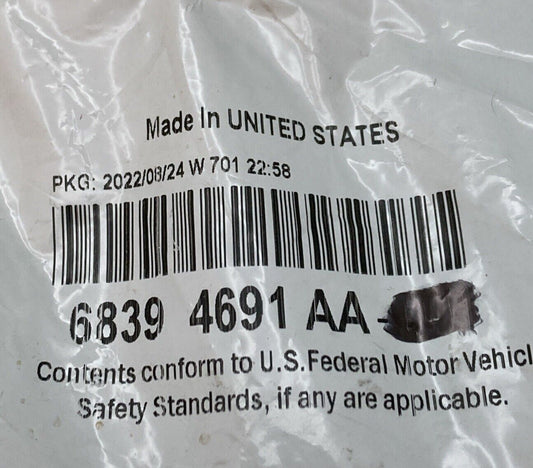 Made In UNITED STATES
PKG: 2022/08/24 W 701 22:58
6839 4691 AA-
Contents conform to U.S.Federal Motor Vehicl
Safety Standards, if any are applicable.